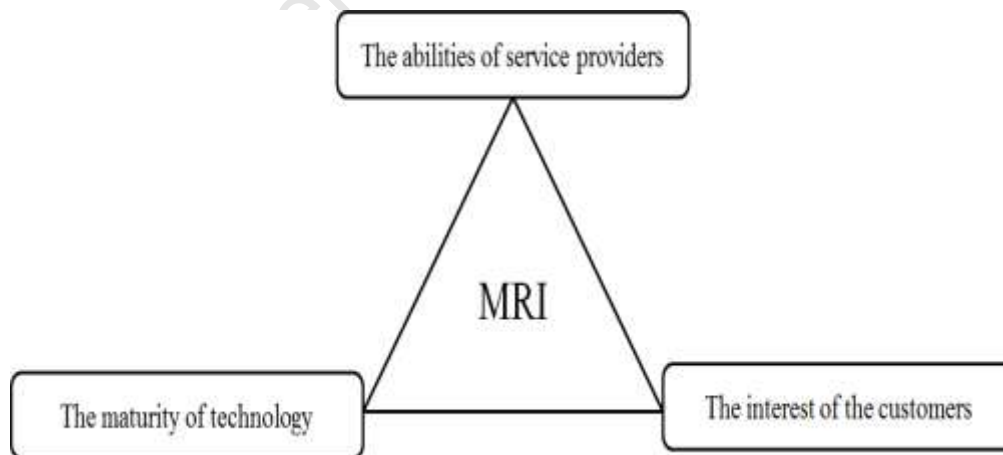 The abilities of service providers
MRI
The maturity of technology
The interest of the customers